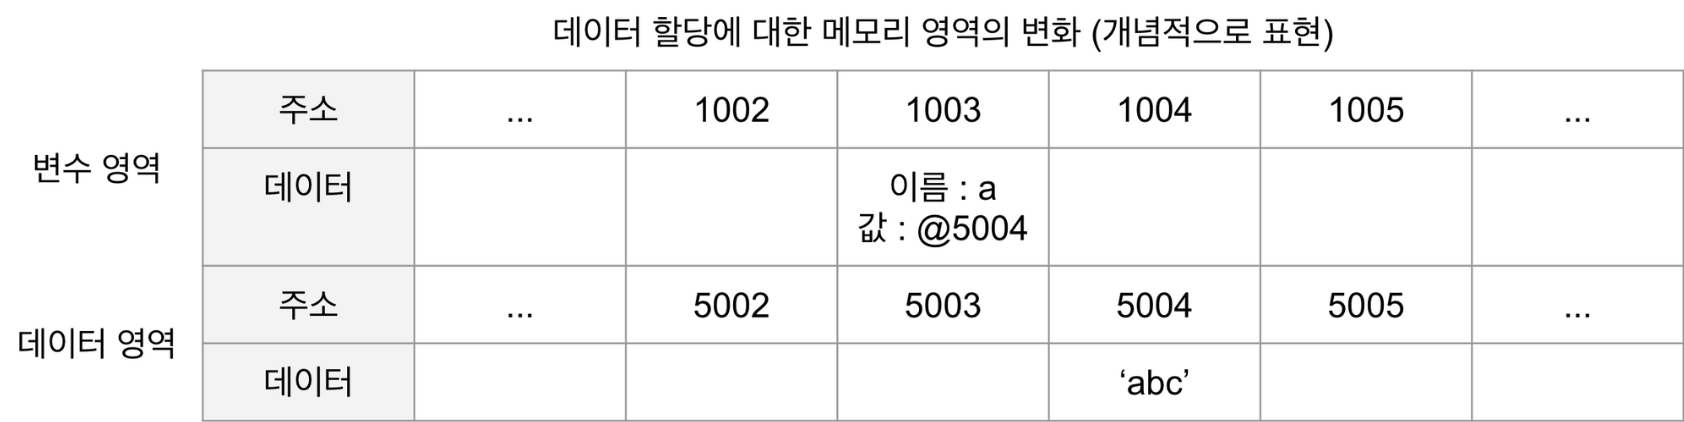 데이터 할당에 대한 메모리 영역의 변화 (개념적으로 표현)
주소 ... 1002 1003 1004 1005 ...
변수 영역
데이터 이름 : a
값 : @5004
주소 ... 5002 5003 5004 5005 ...
데이터 영역
데이터 ‘abc’